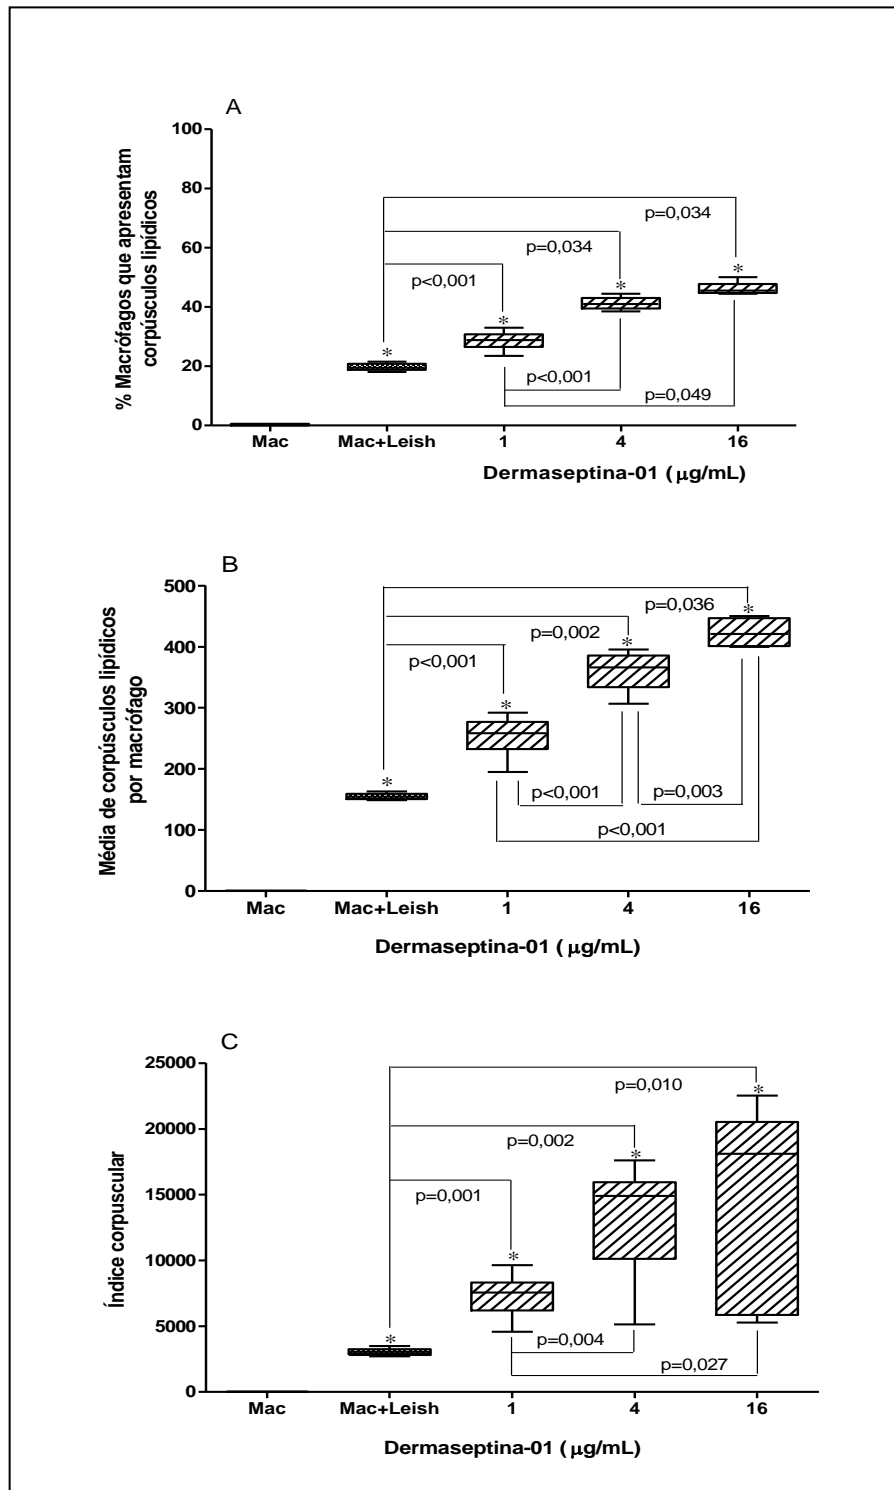 A
% Macrófagos que apresentam
corpúsculos lipídicos
100
80
60
40
20
0
p=0,034
p=0,034
p<0,001
*
*
*
*
p<0,001
p=0,049
Mac
Mac+Leish
1
4
16
Dermaseptina-01 (µg/mL)
B
Média de corpúsculos lipídicos
por macrófago
500
400
300
200
100
0
p=0,036
p=0,002
p<0,001
*
*
*
*
p<0,001
p=0,003
p<0,001
Mac
Mac+Leish
1
4
16
Dermaseptina-01 (µg/mL)
C
Índice corpuscular
25000
20000
15000
10000
5000
0
p=0,010
p=0,002
p=0,001
*
*
*
*
p=0,004
p=0,027
Mac
Mac+Leish
1
4
16
Dermaseptina-01 (µg/mL)